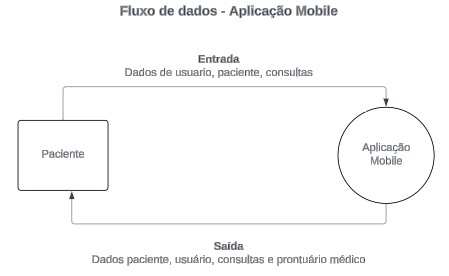 Fluxo de dados - Aplicação Mobile
Entrada
Dados de usuario, paciente, consultas
Paciente
Aplicação
Mobile
Saída
Dados paciente, usuário, consultas e prontuário médico